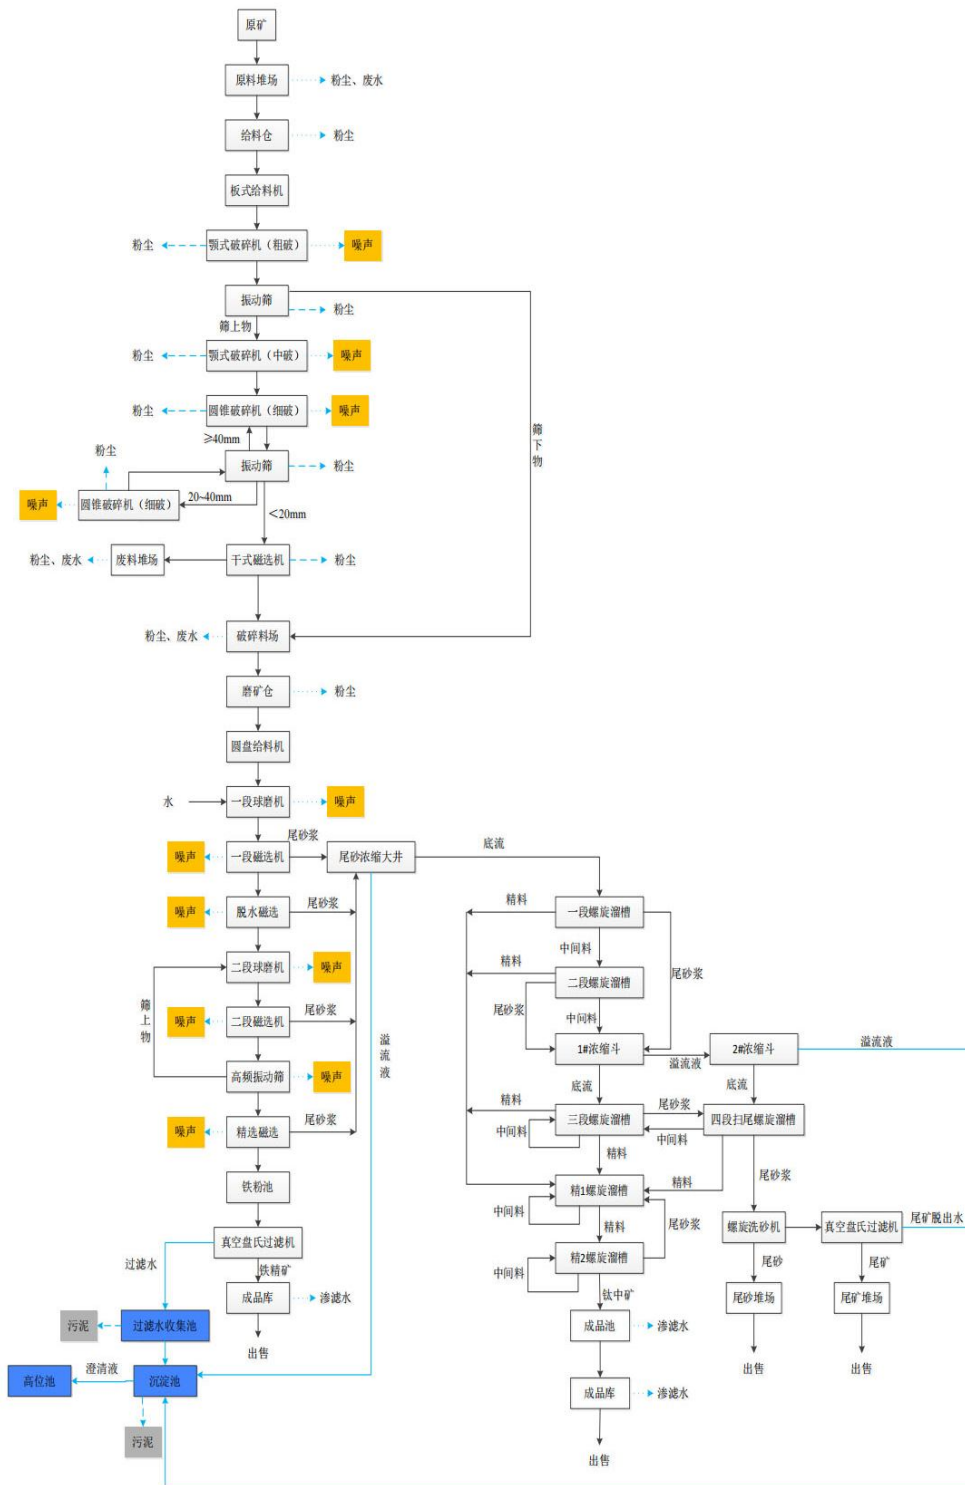 原矿
原料堆场
粉尘、废水
给料仓
粉尘
板式给料机
粉尘
颚式破碎机（粗破）
噪声
振动筛
粉尘
筛上物
粉尘
颚式破碎机（中破）
噪声
粉尘
圆锥破碎机（细破）
噪声
筛下物
≥40mm
粉尘
振动筛
粉尘
噪声
圆锥破碎机（细破）
20~40mm
＜20mm
粉尘、废水
废料堆场
干式磁选机
粉尘
粉尘、废水
破碎料场
磨矿仓
粉尘
圆盘给料机
水
一段球磨机
噪声
尾砂浆
噪声
一段磁选机
尾砂浓缩大井
底流
噪声
脱水磁选
尾砂浆
精料
一段螺旋溜槽
中间料
尾砂浆
二段球磨机
噪声
精料
二段螺旋溜槽
筛上物
噪声
二段磁选机
尾砂浆
尾砂浆
中间料
溢流液
1#浓缩斗
溢流液
2#浓缩斗
溢流液
高频振动筛
噪声
底流
底流
噪声
精选磁选
尾砂浆
精料
中间料
三段螺旋溜槽
尾砂浆
中间料
四段扫尾螺旋溜槽
精料
尾砂浆
铁粉池
精料
精1螺旋溜槽
中间料
真空盘氏过滤机
精料
尾砂浆
螺旋洗砂机
真空盘氏过滤机
尾矿脱出水
过滤水
铁精矿
中间料
精2螺旋溜槽
尾砂
尾矿
成品库
渗滤水
钛中矿
尾砂堆场
尾矿堆场
污泥
过滤水收集池
出售
成品池
渗滤水
出售
出售
高位池
澄清液
沉淀池
成品库
渗滤水
污泥
出售